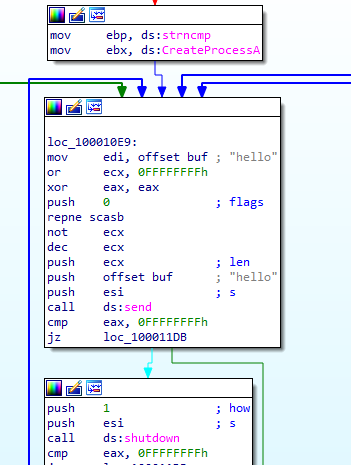 mov ebp, ds:strncmp
mov ebx, ds:CreateProcessA
loc_100010E9:
mov edi, offset buf ; "hello"
or ecx, 0FFFFFFFFh
xor eax, eax
push 0 ; flags
repne scasb
not ecx
dec ecx
push ecx ; len
push offset buf ; "hello"
push esi ; s
call ds:send
cmp eax, 0FFFFFFFFh
jz loc_100011DB
push 1 ; how
push esi ; s
call ds:shutdown
cmp eax, 0FFFFFFFFh